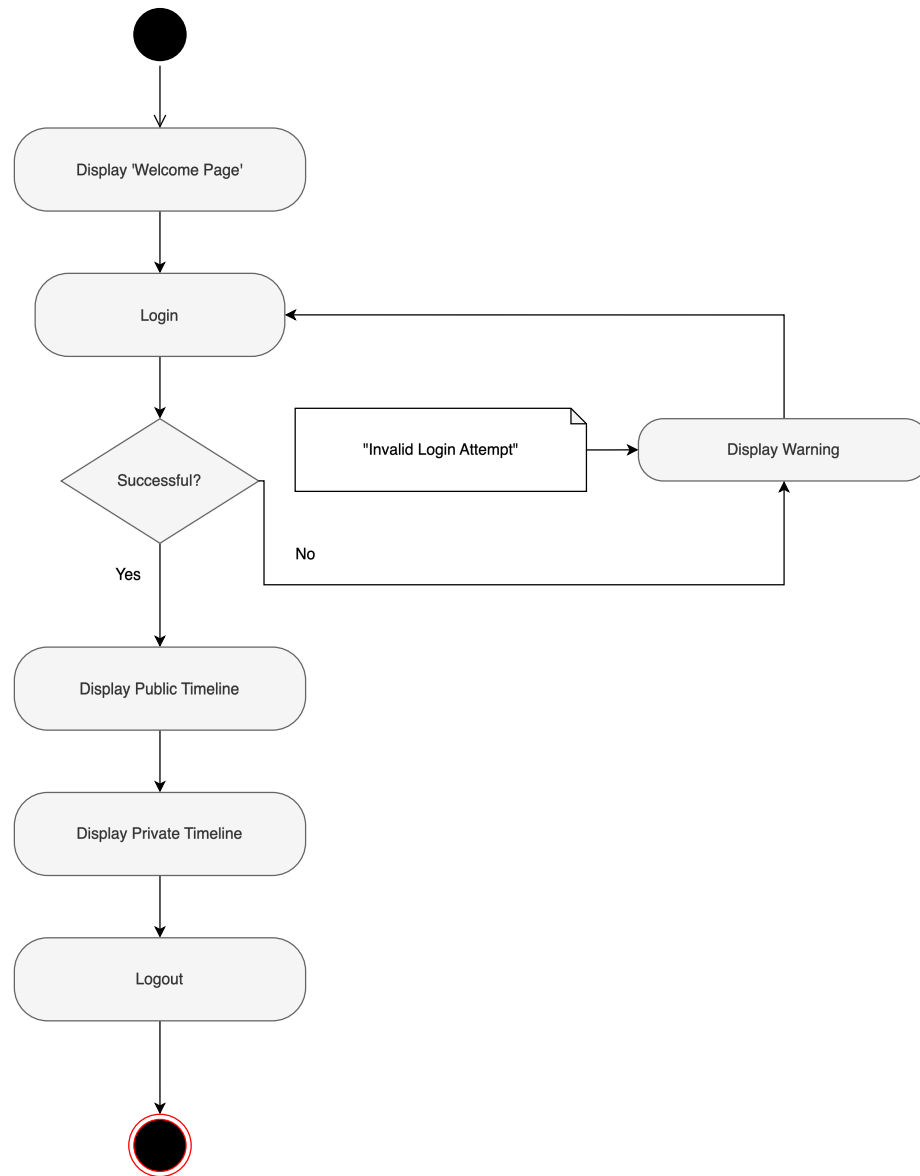 Display 'Welcome Page'
Login
"Invalid Login Attempt"
Display Warning
Successful?
No
Yes
Display Public Timeline
Display Private Timeline
Logout